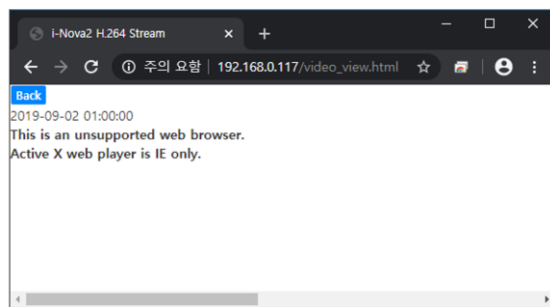 i-Nova2 H.264 Stream
주의 요함 | 192.168.0.117/video_view.html
Back
2019-09-02 01:00:00
This is an unsupported web browser.
Active X web player is IE only.